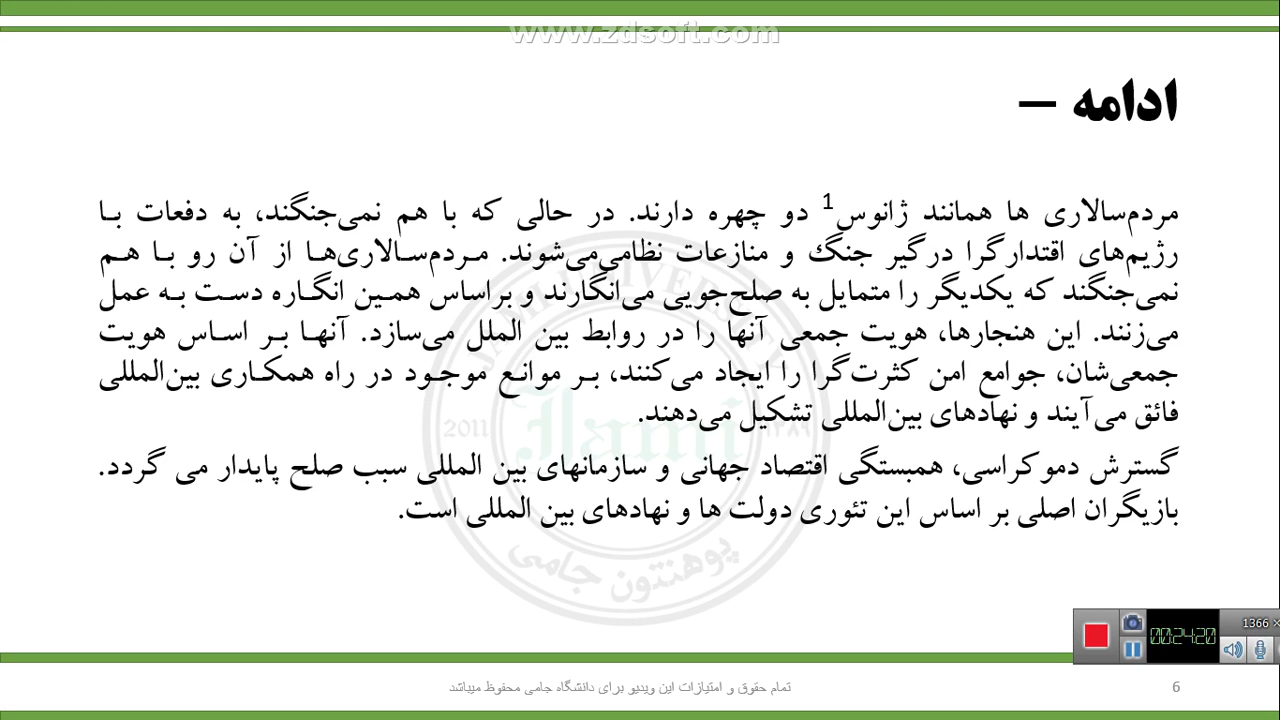 www.zdsoft.com
ادامه –
مردم‌سالاری ها همانند ژانوس1 دو چهره دارند. در حالی که با هم نمی‌جنگند، به دفعات با
رژیم‌های اقتدارگرا درگیر جنگ و منازعات نظامی‌می‌شوند. مردم‌سالاری‌ها از آن رو با هم
نمی‌جنگند که یکدیگر را متمایل به صلح‌جویی می‌انگارند و براساس همین انگاره دست به عمل
می‌زنند. این هنجارها، هویت جمعی آنها را در روابط بین الملل می‌سازد. آنها بر اساس هویت
جمعی‌شان، جوامع امن کثرت‌گرا را ایجاد می‌کنند، بر موانع موجود در راه همکاری بین‌المللی
فائق می‌آیند و نهادهای بین‌المللی تشکیل می‌دهند.
گسترش دموکراسی، همبستگی اقتصاد جهانی و سازمانهای بین المللی سبب صلح پایدار می گردد.
بازیگران اصلی بر اساس این تئوری دولت ها و نهادهای بین المللی است.
JAMI UNIVERSITY
2011 Jami ۱۳۸۹
پوهنتون جامی
00:24:20
1366 ×
تمام حقوق و امتیازات این ویدیو برای دانشگاه جامی محفوظ میباشد
6